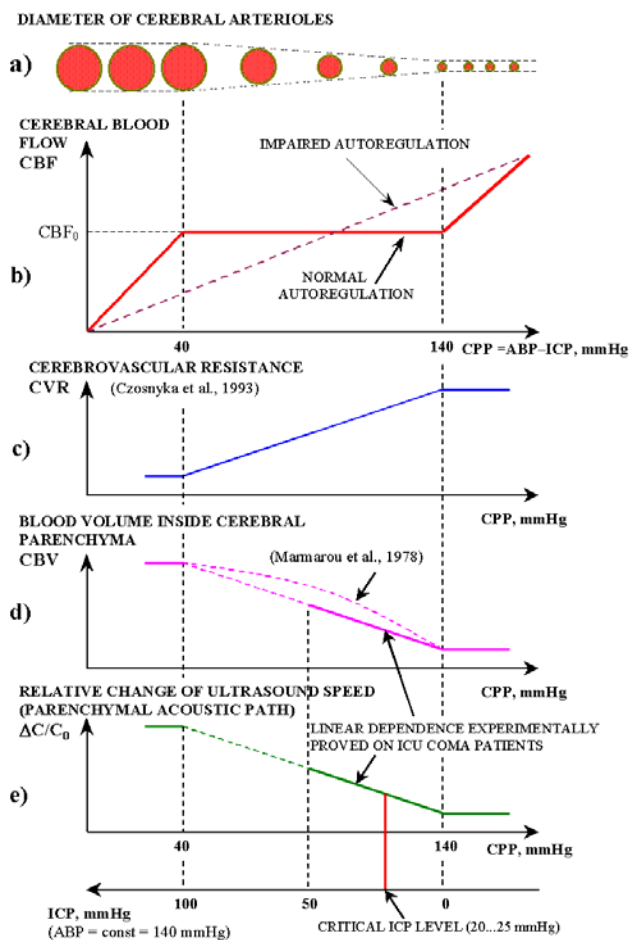 DIAMETER OF CEREBRAL ARTERIOLES
a)
CEREBRAL BLOOD
FLOW
CBF
IMPAIRED AUTOREGULATION
CBF0
b)
NORMAL
AUTOREGULATION
40
140
CPP =ABP–ICP, mmHg
CEREBROVASCULAR RESISTANCE
CVR
(Czosnyka et al., 1993)
c)
CPP, mmHg
BLOOD VOLUME INSIDE CEREBRAL
PARENCHYMA
CBV
(Marmarou et al., 1978)
d)
CPP, mmHg
RELATIVE CHANGE OF ULTRASOUND SPEED
(PARENCHYMAL ACOUSTIC PATH)
ΔC/C0
LINEAR DEPENDENCE EXPERIMENTALLY
PROVED ON ICU COMA PATIENTS
e)
40
140
CPP, mmHg
100
50
0
ICP, mmHg
(ABP = const = 140 mmHg)
CRITICAL ICP LEVEL (20...25 mmHg)